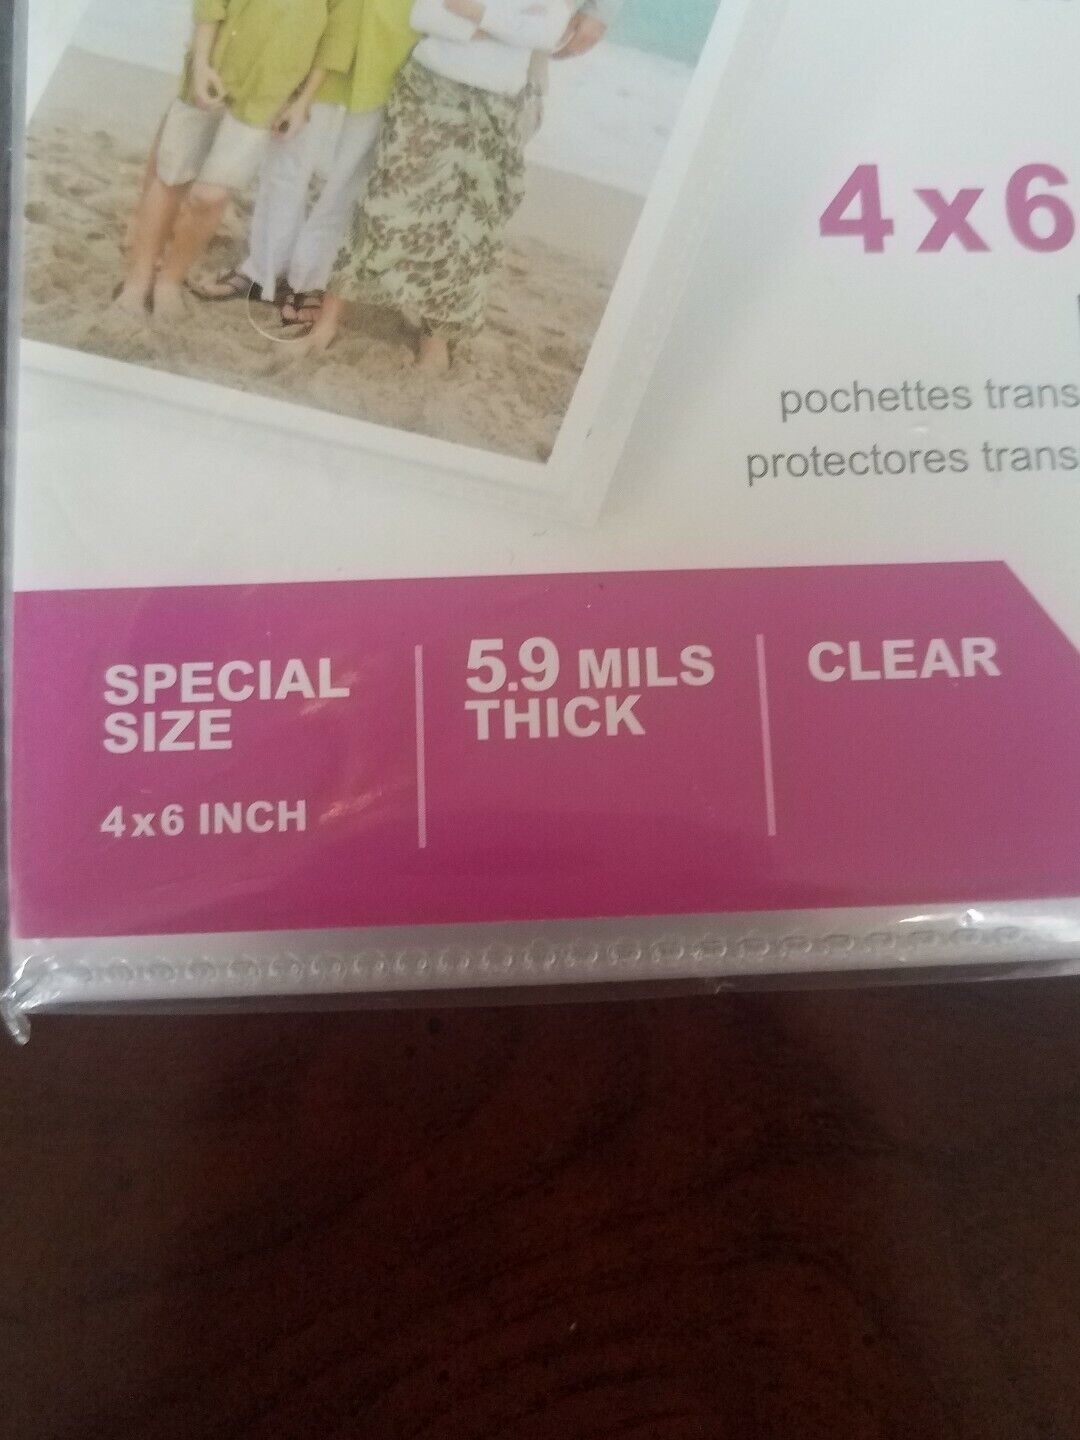 4 x 6
pochettes trans
protectores trans
SPECIAL
SIZE
4x6 INCH
5.9 MILS
THICK
CLEAR